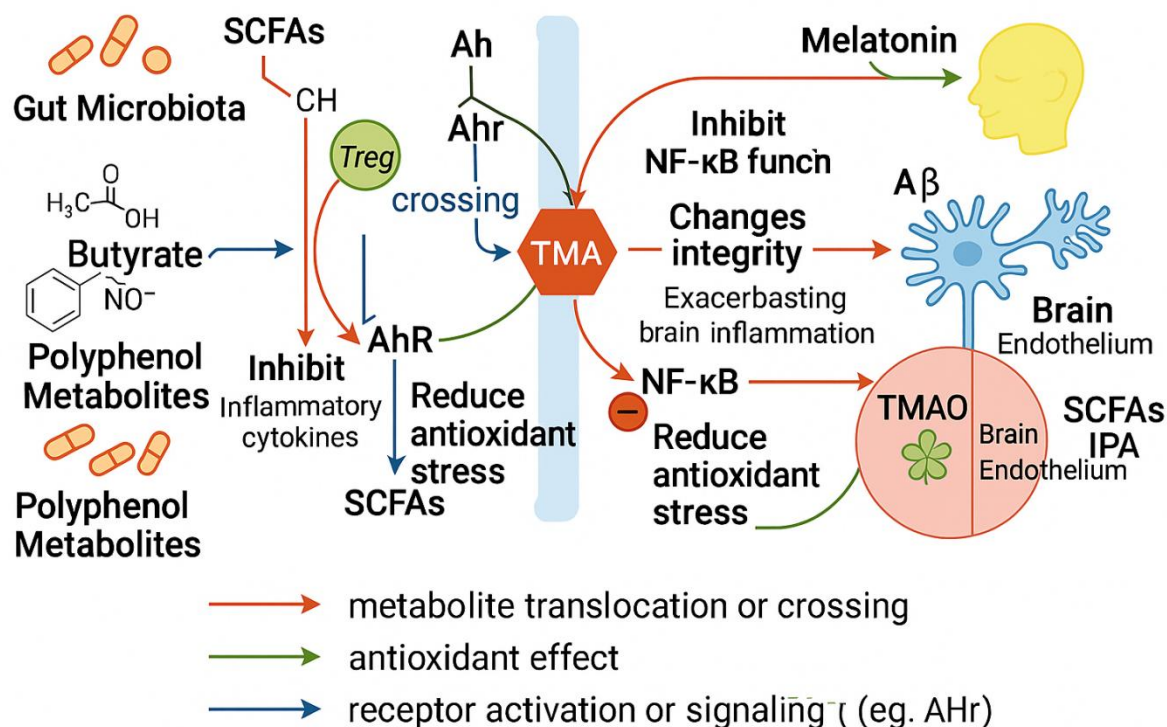 SCFAs
CH
Gut Microbiota
Treg
H₃C
O
OH
Butyrate
NO⁻
Polyphenol
Metabolites
Polyphenol
Metabolites
Inhibit
Inflammatory
cytokines
Ah
Ahr
crossing
AhR
Reduce
antioxidant
stress
SCFAs
TMA
Melatonin
Inhibit
NF-κB funch
Changes
integrity
Exacerbasting
brain inflammation
NF-κB
−
Reduce
antioxidant
stress
Aβ
Brain
Endothelium
TMAO
Brain
Endothelium
SCFAs
IPA
metabolite translocation or crossing
antioxidant effect
receptor activation or signaling ( (eg. AHr)